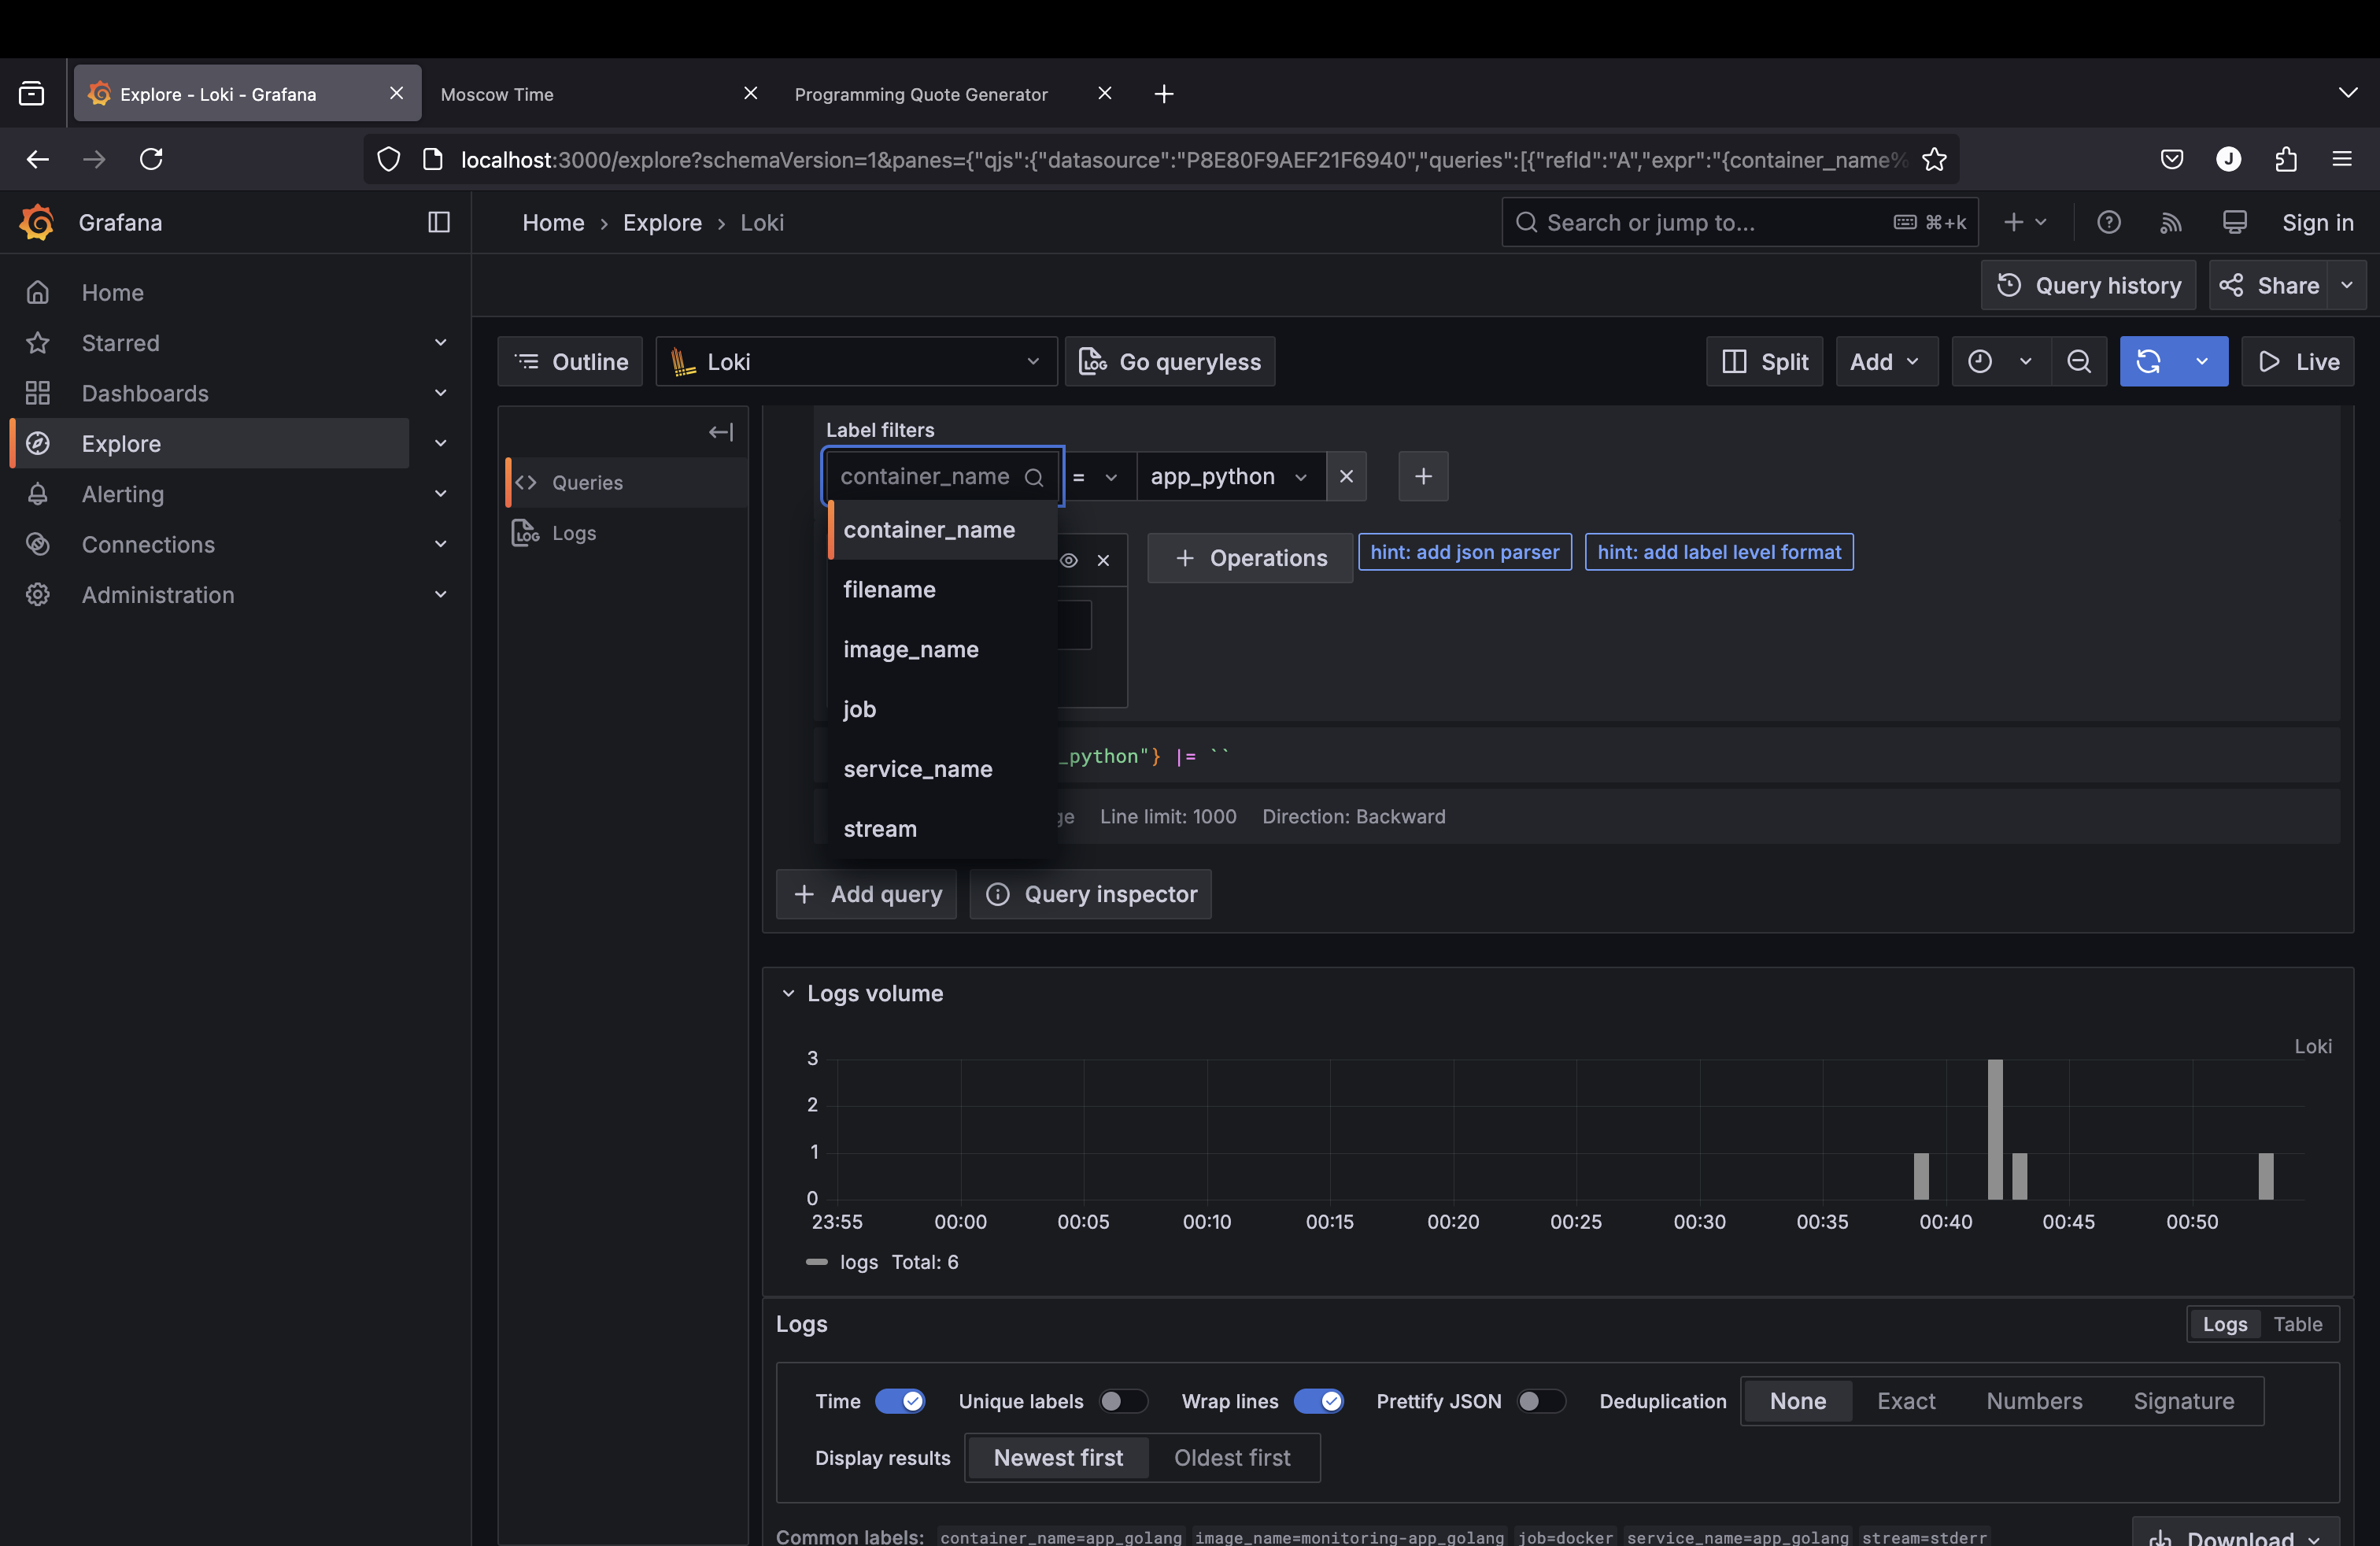 Explore - Loki - Grafana
Moscow Time
Programming Quote Generator
localhost:3000/explore?schemaVersion=1&panes={"qjs":{"datasource":"P8E80F9AEF21F6940","queries":[{"refId":"A","expr":"{container_name%
J
Grafana
Home › Explore › Loki
Search or jump to... ⌘+k
Sign in
Query history
Share
Home
Starred
Dashboards
Explore
Alerting
Connections
Administration
Outline
Loki
Go queryless
Split
Add
Live
Queries
Logs
Label filters
container_name = app_python
container_name
filename
image_name
job
service_name
stream
+ Operations
hint: add json parser
hint: add label level format
_python"} |= ``
ge Line limit: 1000 Direction: Backward
+ Add query
Query inspector
Logs volume
Loki
3
2
1
0
23:55 00:00 00:05 00:10 00:15 00:20 00:25 00:30 00:35 00:40 00:45 00:50
logs Total: 6
Logs
Logs Table
Time Unique labels Wrap lines Prettify JSON Deduplication None Exact Numbers Signature
Display results Newest first Oldest first
Common labels: container_name=app_golang image_name=monitoring-app_golang job=docker service_name=app_golang stream=stderr
Download